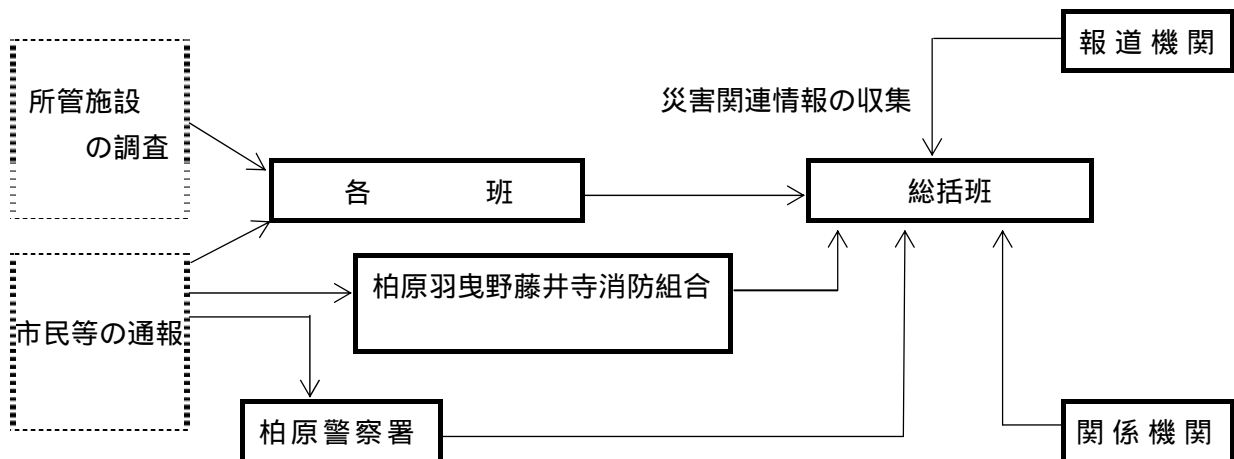 報道機関
災害関連情報の収集
所管施設
の調査
各　　班
総括班
市民等の通報
柏原羽曳野藤井寺消防組合
柏原警察署
関係機関